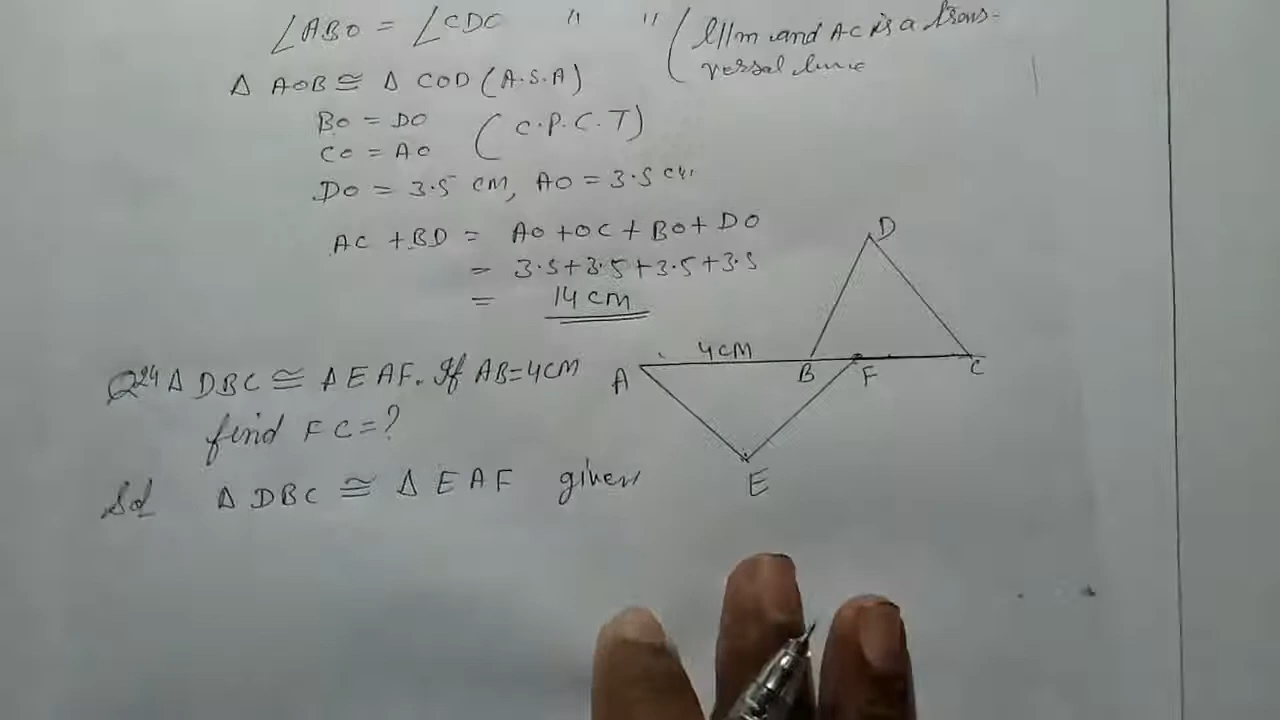 ∠ABO = ∠CDC " " ( l//m and AC is a trans-
versal line
Δ AOB ≅ Δ COD (A.S.A)
BO = DO
CO = AO ( C.P.C.T)
DO = 3.5 cm, AO = 3.5 cm
AC + BD = AO + OC + BO + DO
= 3.5+3.5+3.5+3.5
= 14 cm
D
4CM
A B F C
E
Q24 Δ DBC ≅ Δ EAF. If AB=4CM
find FC=?
Sol Δ DBC ≅ Δ EAF given